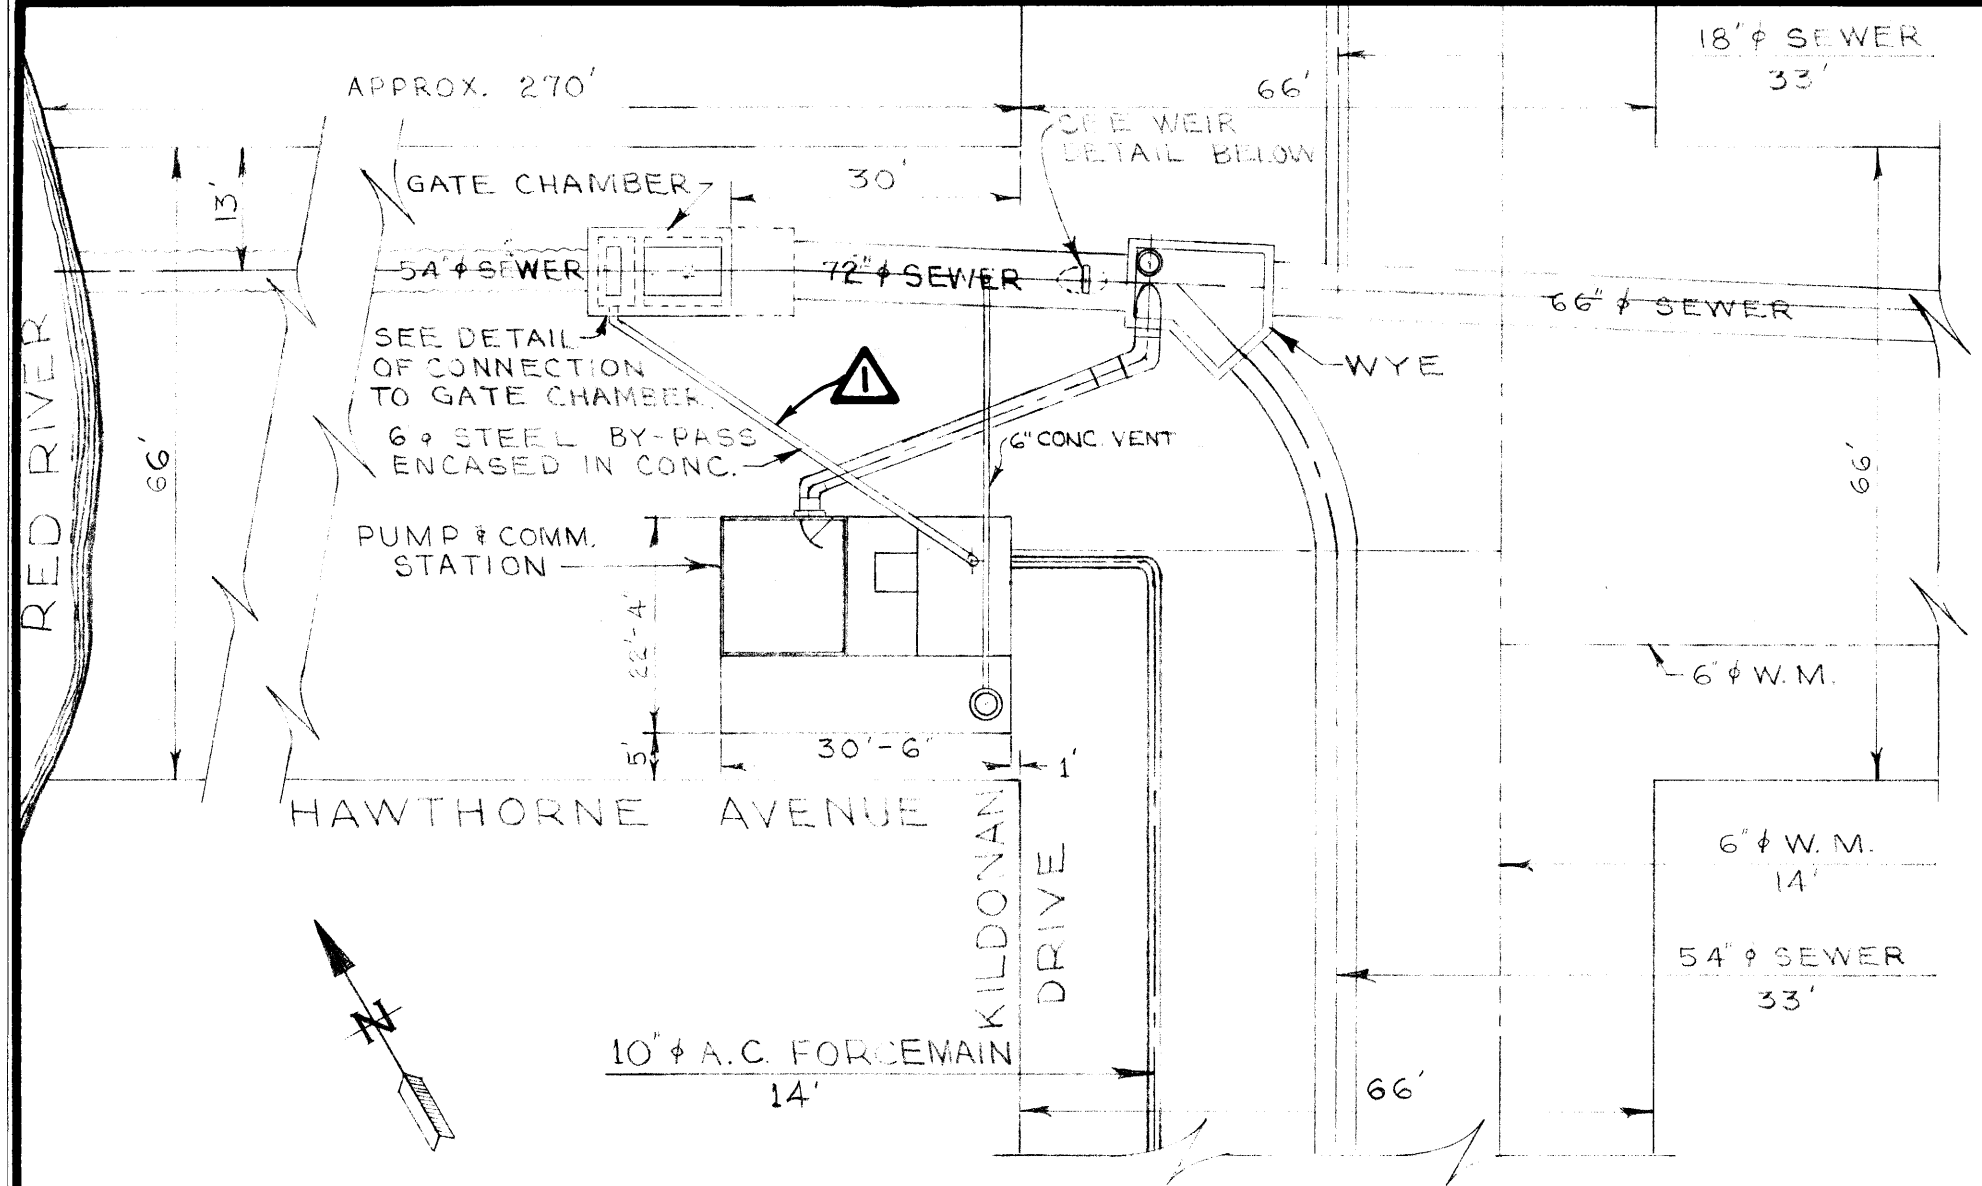 18"φ SEWER
33'
APPROX. 270'
66'
SEE WEIR
DETAIL BELOW
GATE CHAMBER
30'
13'
54"φ SEWER
72"φ SEWER
66"φ SEWER
SEE DETAIL
OF CONNECTION
TO GATE CHAMBER.
1
WYE
6φ STEEL BY-PASS
ENCASED IN CONC.
6" CONC. VENT
RED RIVER
66'
66'
PUMP & COMM.
STATION
22'-4"
6"φ W.M.
5'
30'-6"
1'
HAWTHORNE AVENUE
KILDONAN
DRIVE
6"φ W.M.
14'
54"φ SEWER
33'
N
10"φ A.C. FORCEMAIN
14'
66'